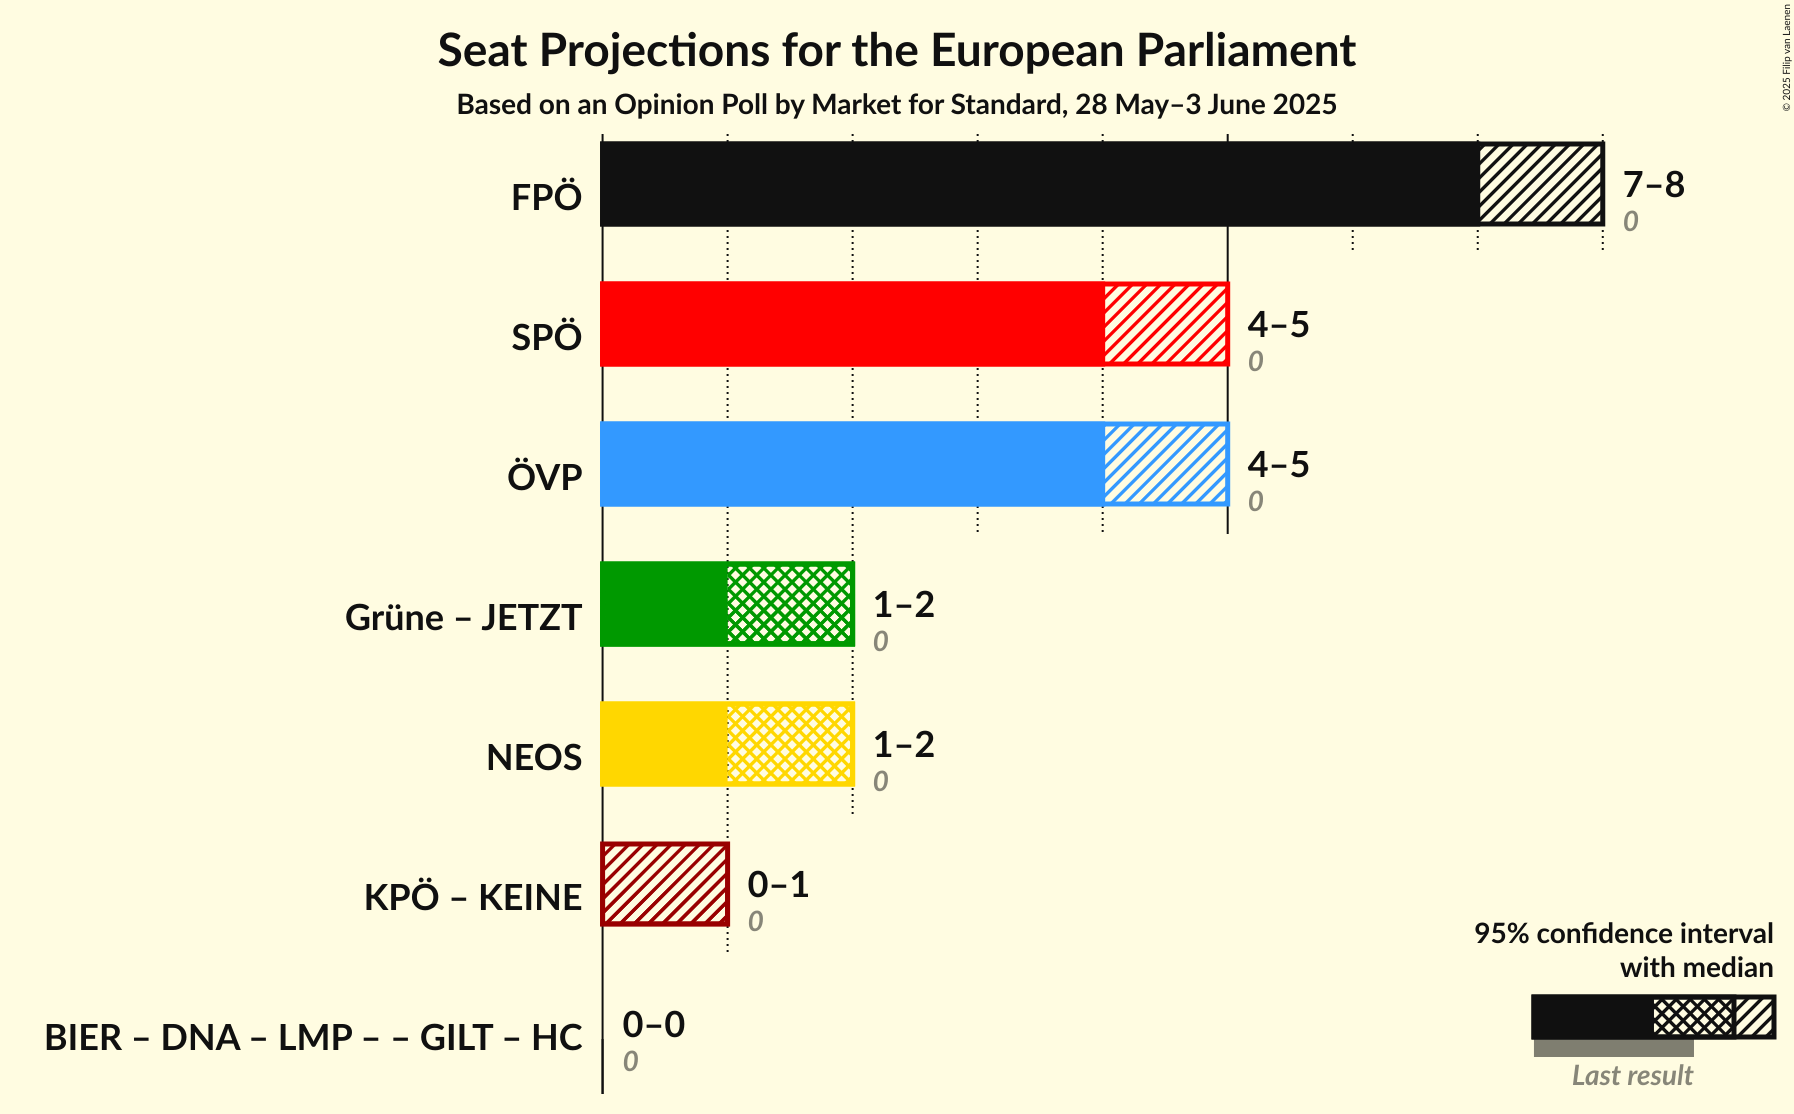 Seat Projections for the European Parliament
Based on an Opinion Poll by Market for Standard, 28 May–3 June 2025
© 2025 Filip van Laenen
FPÖ
7–8
0
SPÖ
4–5
0
ÖVP
4–5
0
Grüne – JETZT
1–2
0
NEOS
1–2
0
KPÖ – KEINE
0–1
0
BIER – DNA – LMP – – GILT – HC
0–0
0
95% confidence interval
with median
Last result